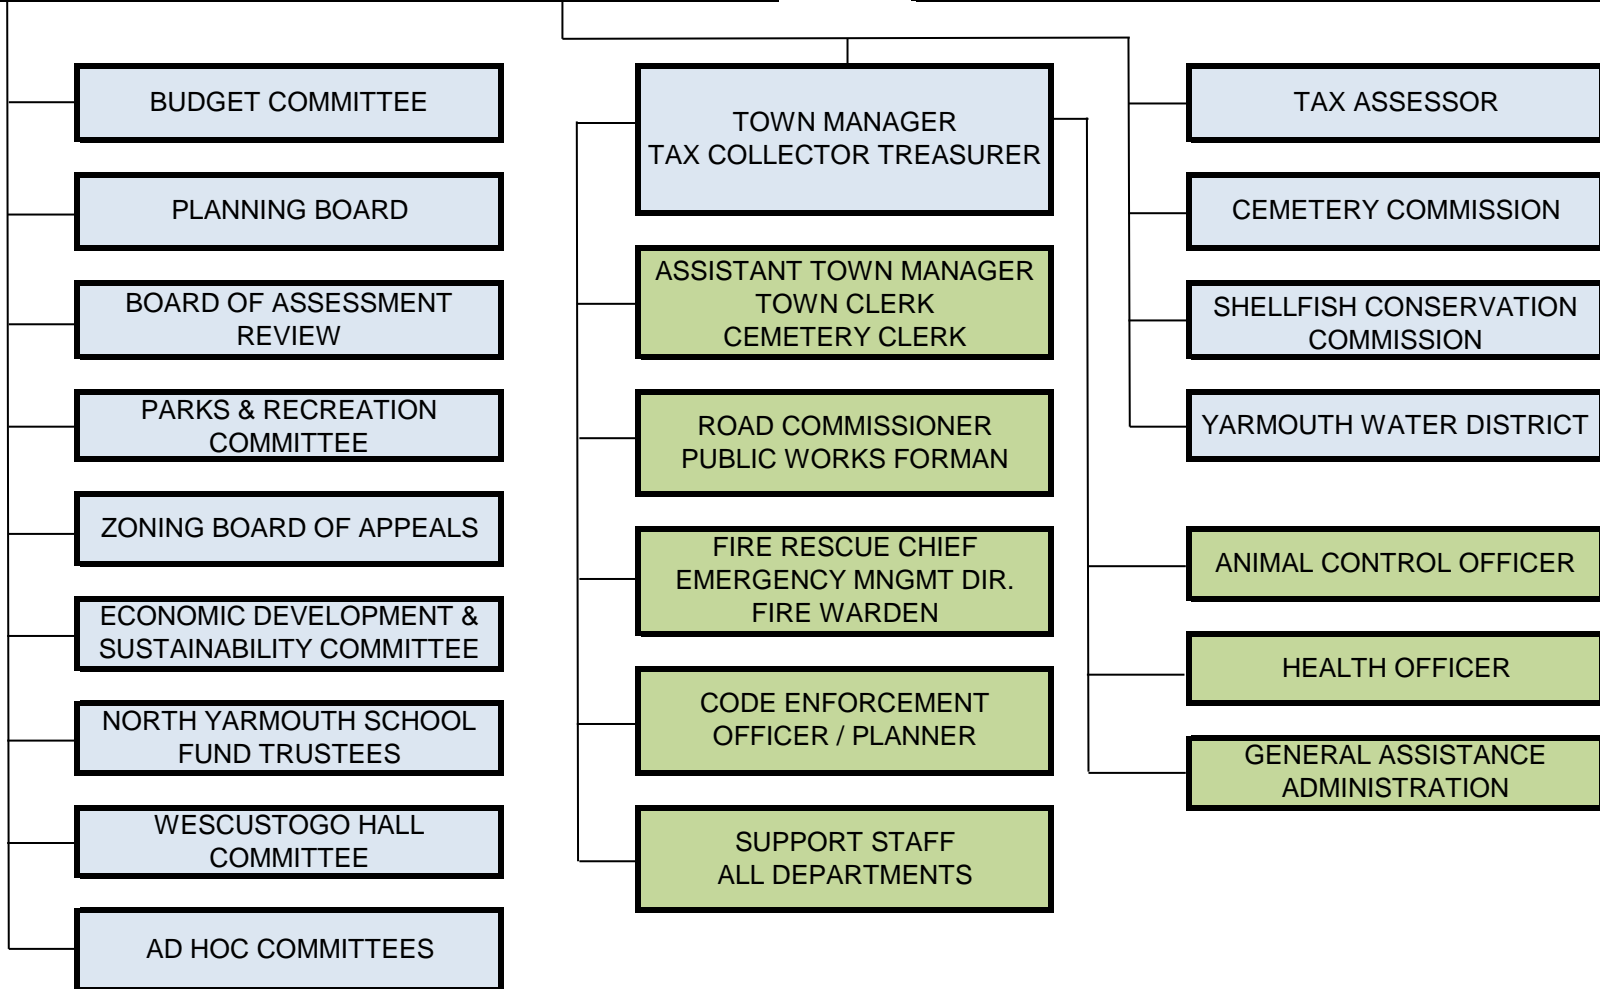 BUDGET COMMITTEE
PLANNING BOARD
BOARD OF ASSESSMENT
REVIEW
PARKS & RECREATION
COMMITTEE
ZONING BOARD OF APPEALS
ECONOMIC DEVELOPMENT &
SUSTAINABILITY COMMITTEE
NORTH YARMOUTH SCHOOL
FUND TRUSTEES
WESCUSTOGO HALL
COMMITTEE
AD HOC COMMITTEES
TOWN MANAGER
TAX COLLECTOR TREASURER
ASSISTANT TOWN MANAGER
TOWN CLERK
CEMETERY CLERK
ROAD COMMISSIONER
PUBLIC WORKS FORMAN
FIRE RESCUE CHIEF
EMERGENCY MNGMT DIR.
FIRE WARDEN
CODE ENFORCEMENT
OFFICER / PLANNER
SUPPORT STAFF
ALL DEPARTMENTS
TAX ASSESSOR
CEMETERY COMMISSION
SHELLFISH CONSERVATION
COMMISSION
YARMOUTH WATER DISTRICT
ANIMAL CONTROL OFFICER
HEALTH OFFICER
GENERAL ASSISTANCE
ADMINISTRATION